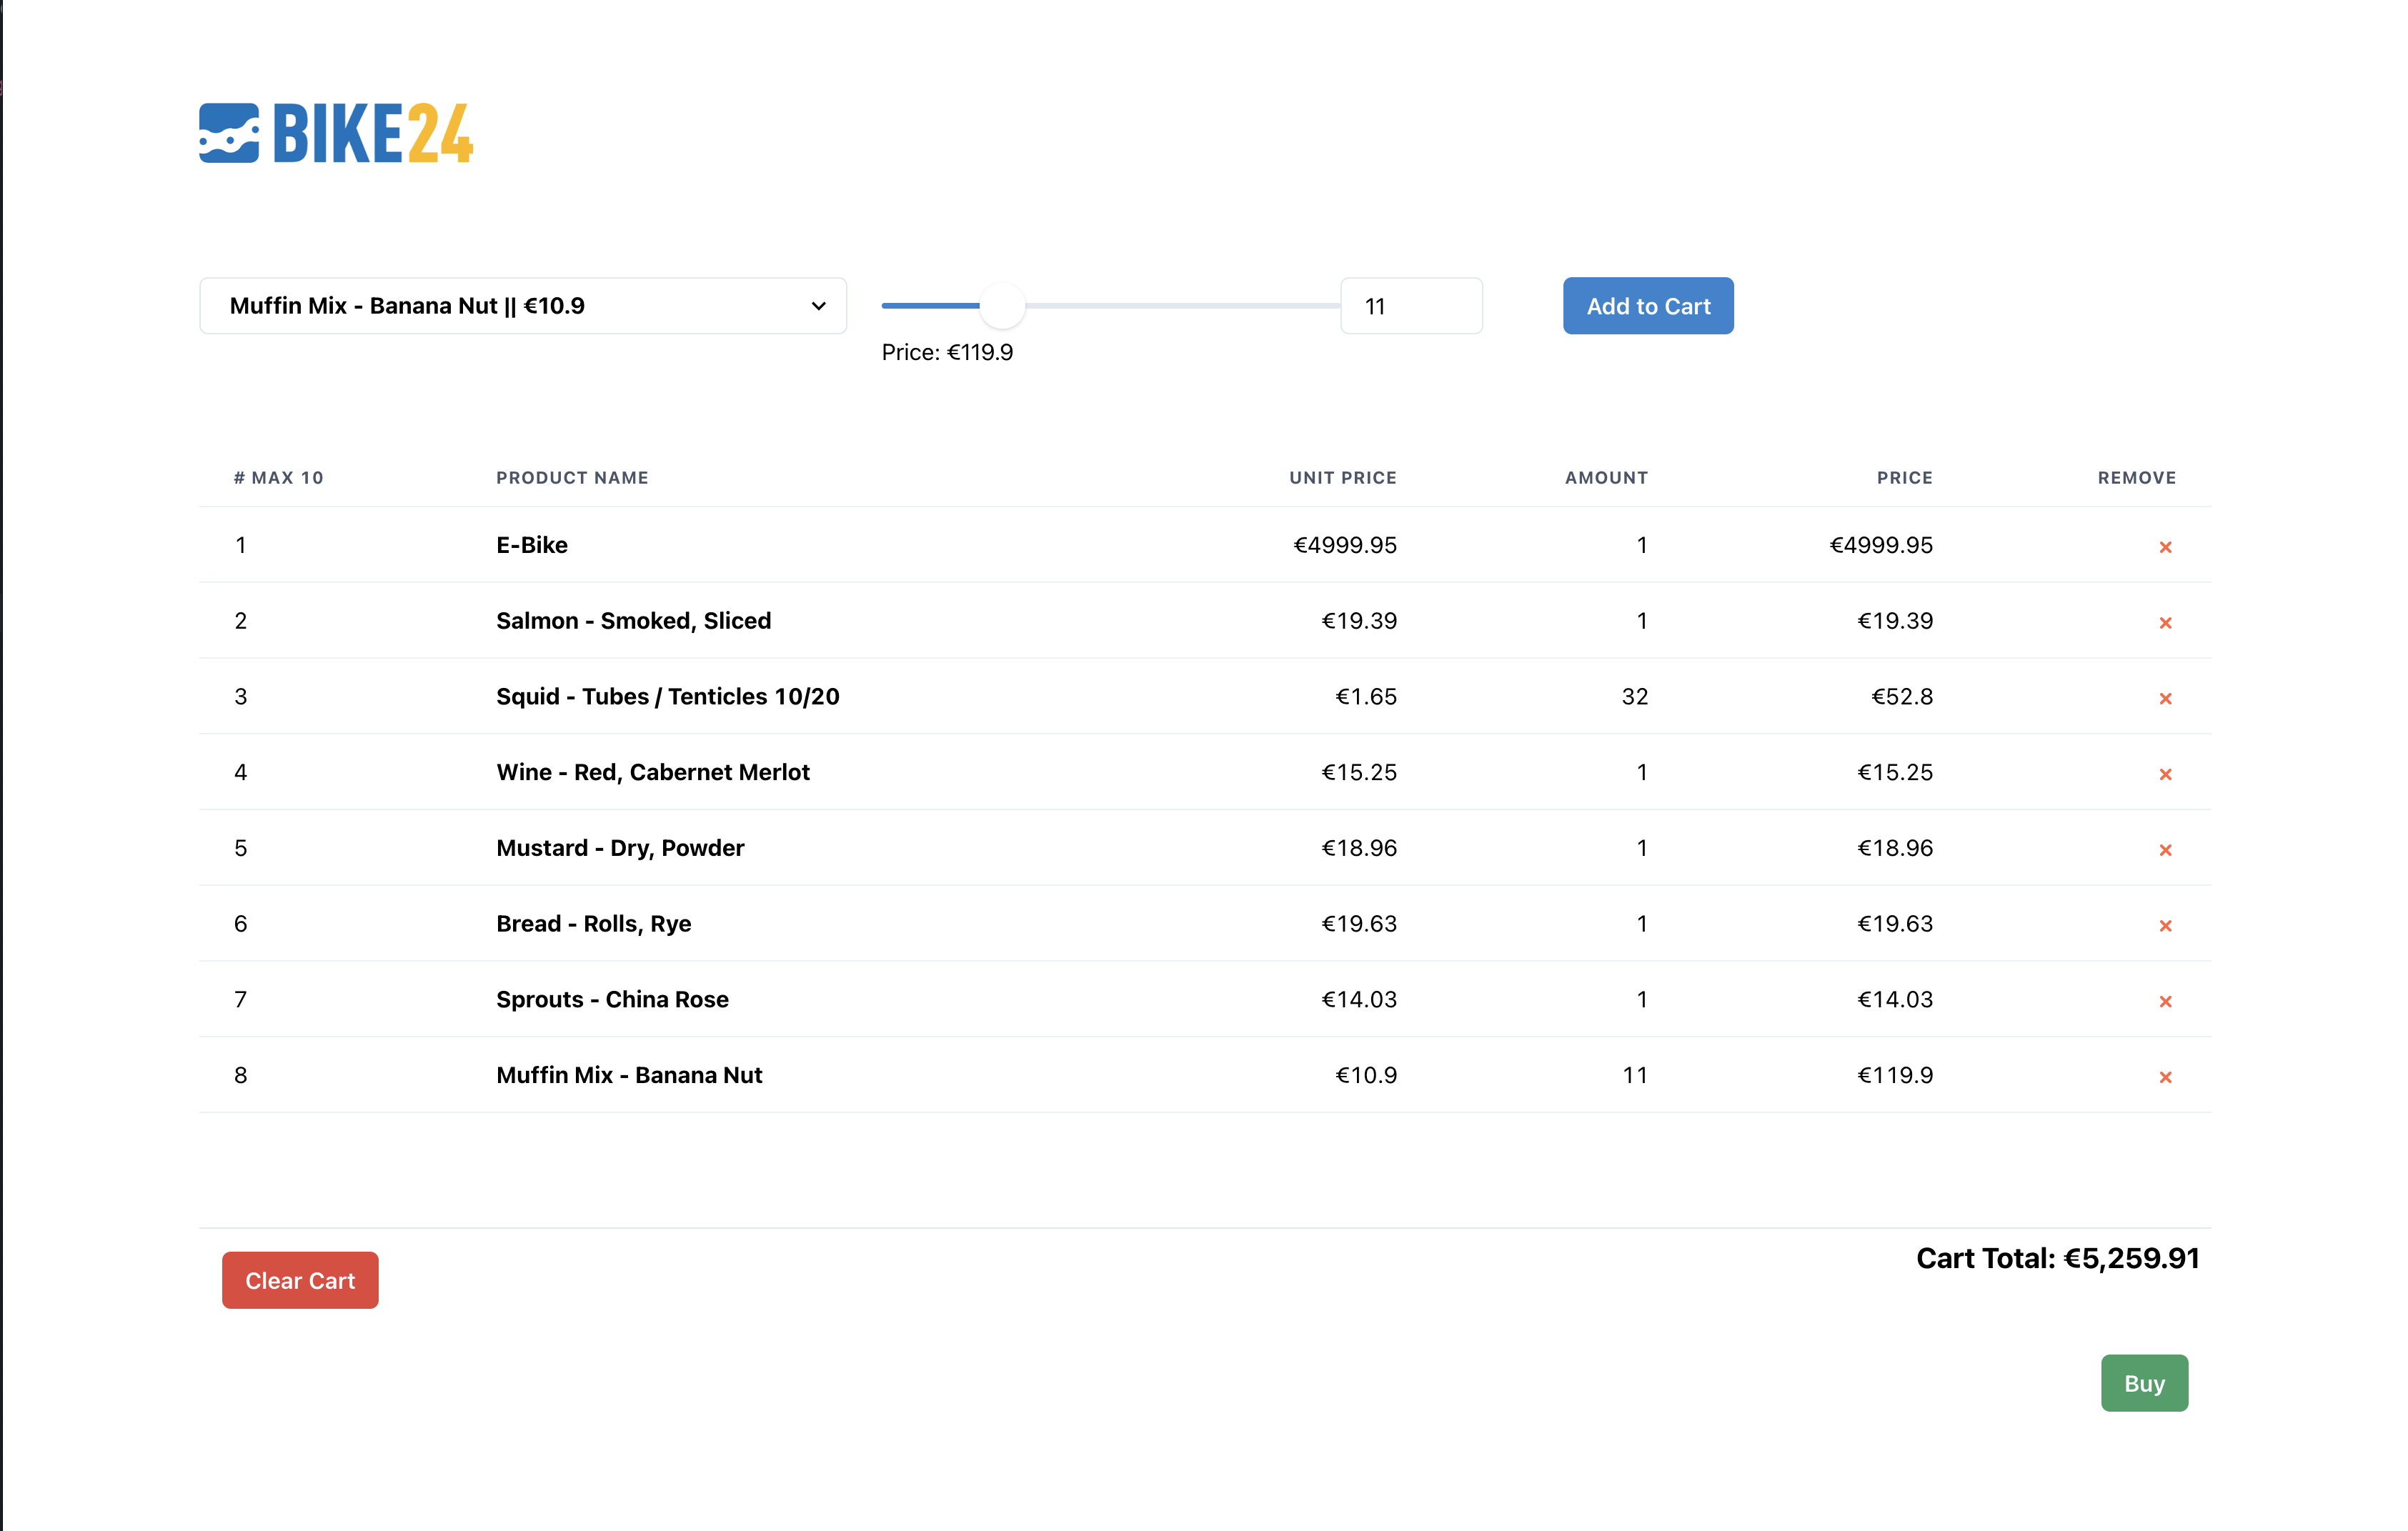 BIKE24
Muffin Mix - Banana Nut || €10.9
11
Add to Cart
Price: €119.9
# MAX 10 PRODUCT NAME UNIT PRICE AMOUNT PRICE REMOVE
1 E-Bike €4999.95 1 €4999.95 ×
2 Salmon - Smoked, Sliced €19.39 1 €19.39 ×
3 Squid - Tubes / Tenticles 10/20 €1.65 32 €52.8 ×
4 Wine - Red, Cabernet Merlot €15.25 1 €15.25 ×
5 Mustard - Dry, Powder €18.96 1 €18.96 ×
6 Bread - Rolls, Rye €19.63 1 €19.63 ×
7 Sprouts - China Rose €14.03 1 €14.03 ×
8 Muffin Mix - Banana Nut €10.9 11 €119.9 ×
Cart Total: €5,259.91
Clear Cart
Buy